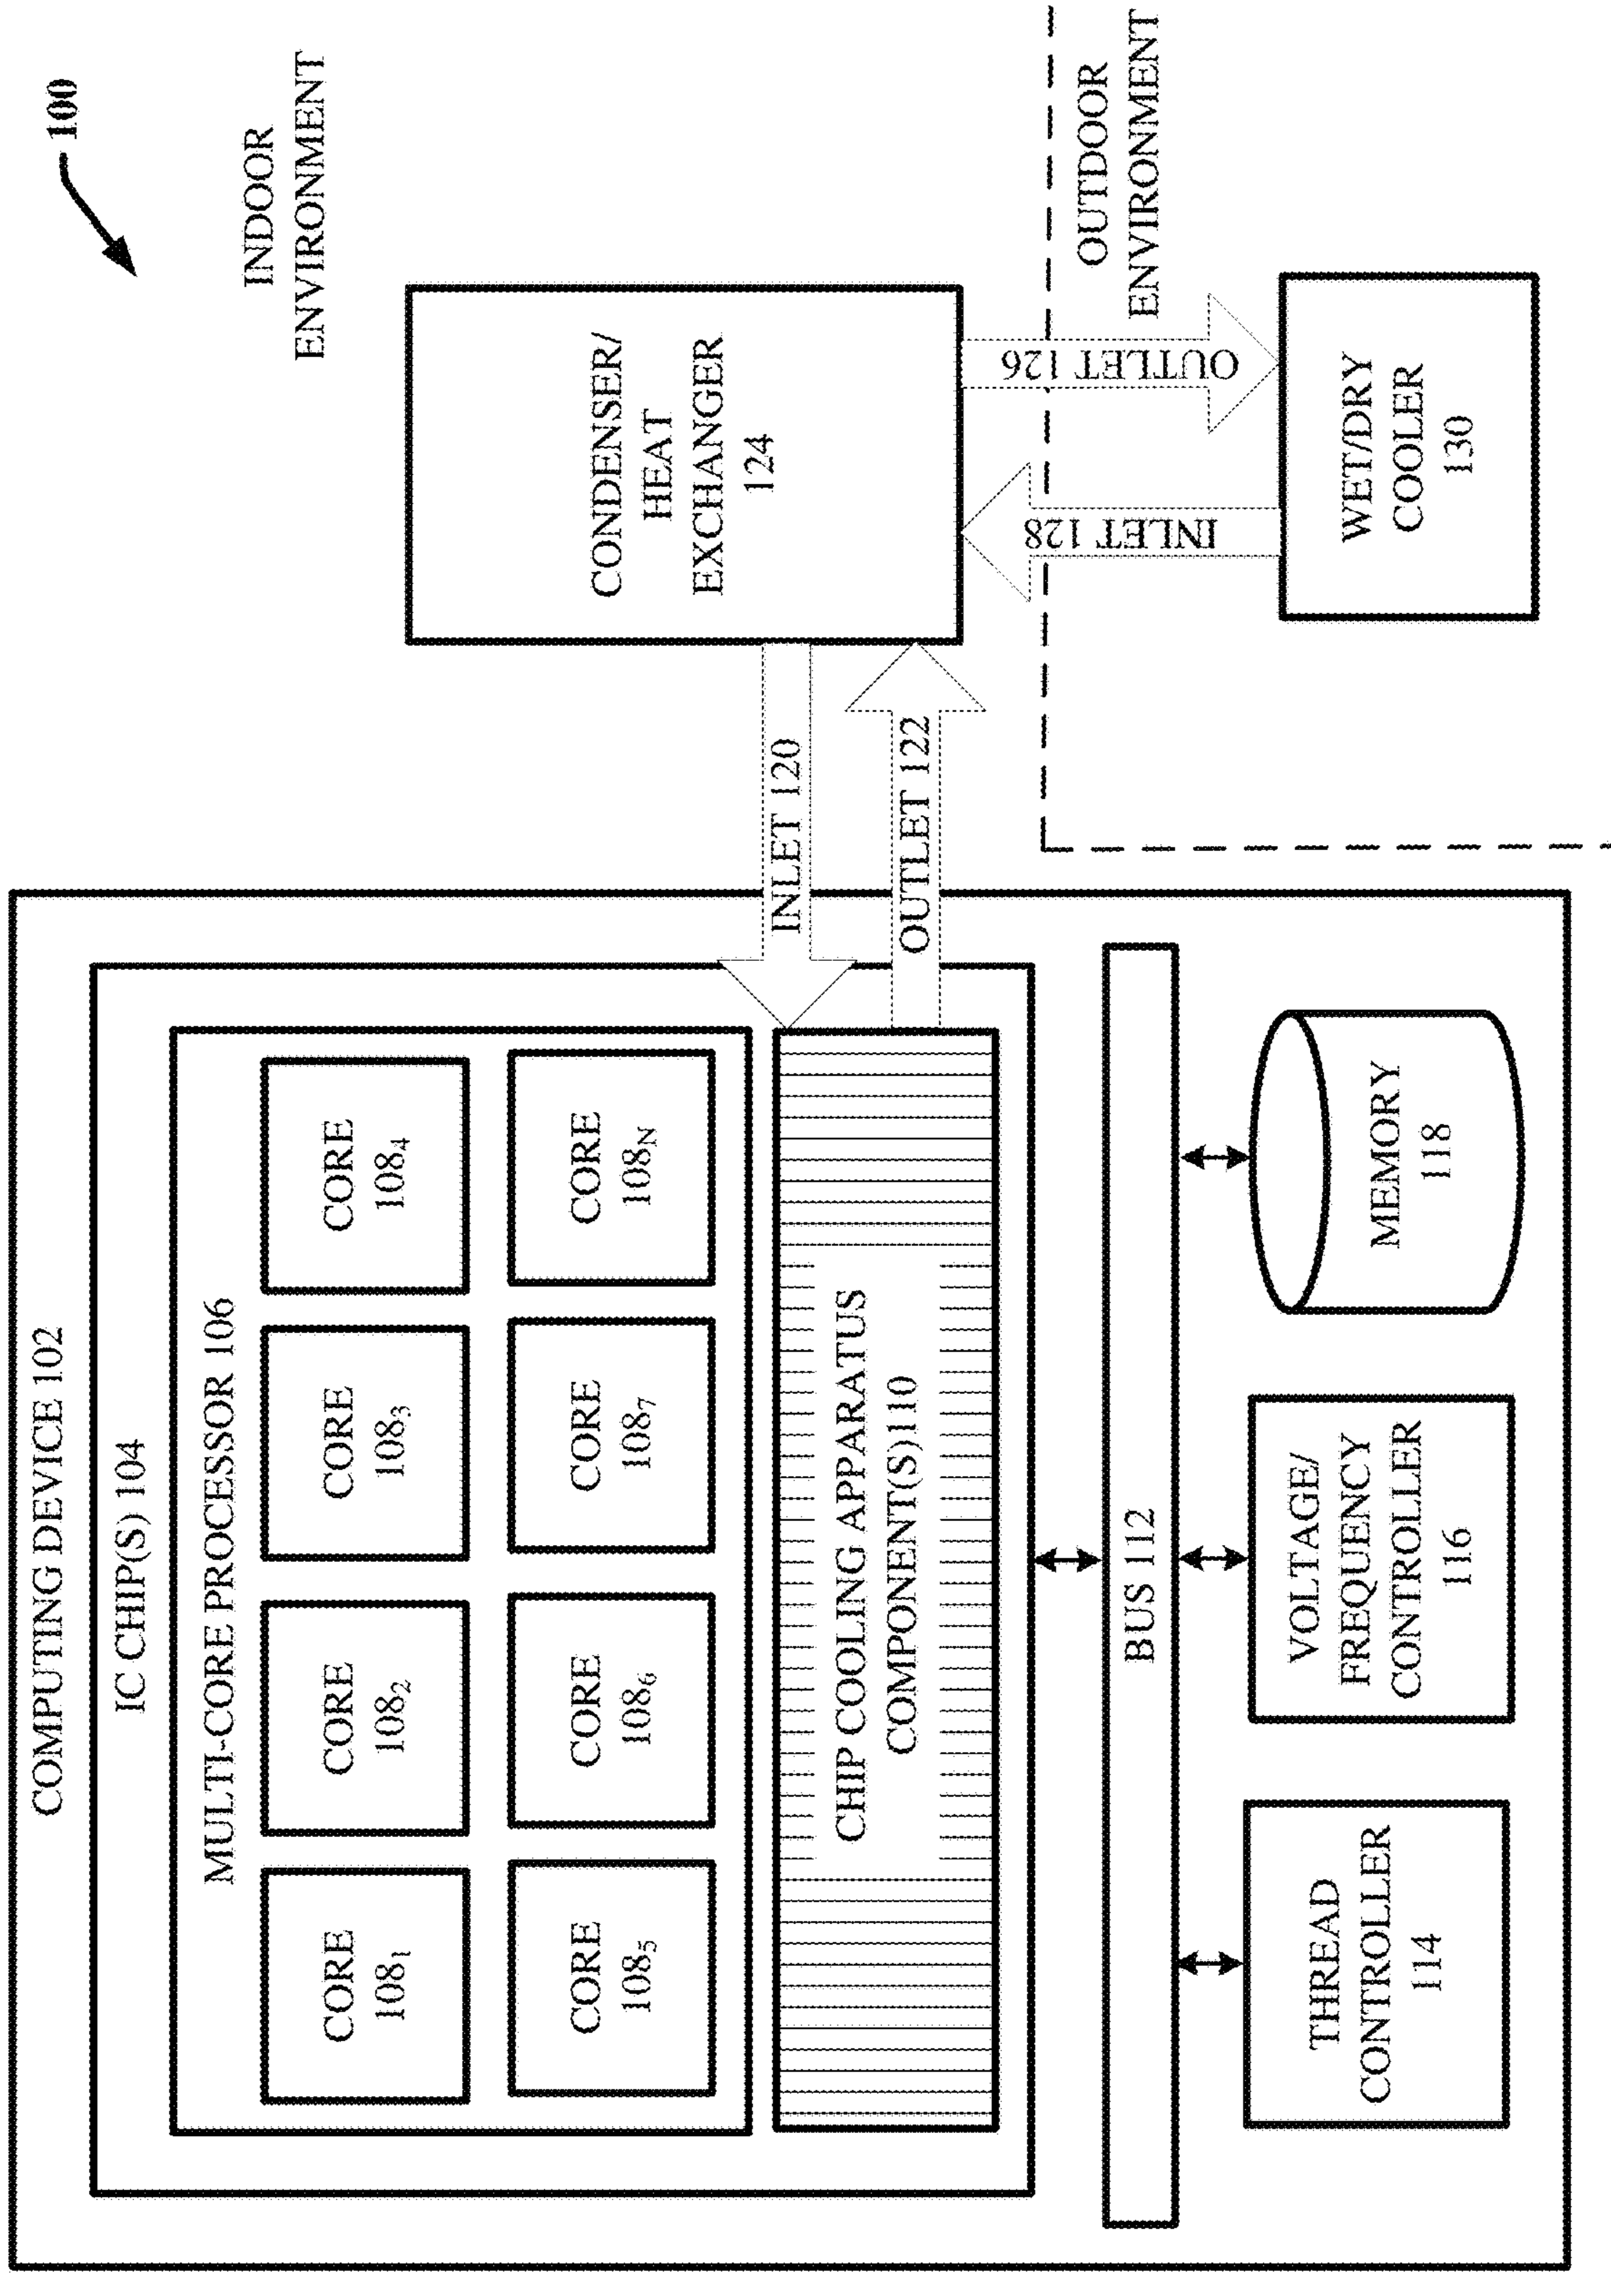 100
COMPUTING DEVICE 102
IC CHIP(S) 104
MULTI-CORE PROCESSOR 106
CORE
108₁
CORE
108₂
CORE
108₃
CORE
108₄
CORE
108₅
CORE
108₆
CORE
108₇
CORE
108N
CHIP COOLING APPARATUS
COMPONENT(S)110
BUS 112
THREAD
CONTROLLER
114
VOLTAGE/
FREQUENCY
CONTROLLER
116
MEMORY
118
INLET 120
OUTLET 122
INDOOR
ENVIRONMENT
CONDENSER/
HEAT
EXCHANGER
124
INLET 128
OUTLET 126
OUTDOOR
ENVIRONMENT
WET/DRY
COOLER
130